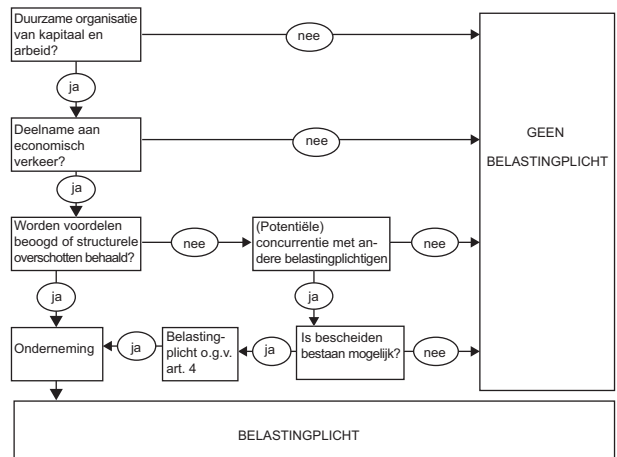 Duurzame organisatie
van kapitaal en
arbeid?
nee
ja
Deelname aan
economisch
verkeer?
nee
GEEN
BELASTINGPLICHT
ja
Worden voordelen
beoogd of structurele
overschotten behaald?
nee
(Potentiële)
concurrentie met an-
dere belastingplichtigen
nee
ja
ja
Onderneming
ja
Belasting-
plicht o.g.v.
art. 4
ja
Is bescheiden
bestaan mogelijk?
nee
BELASTINGPLICHT